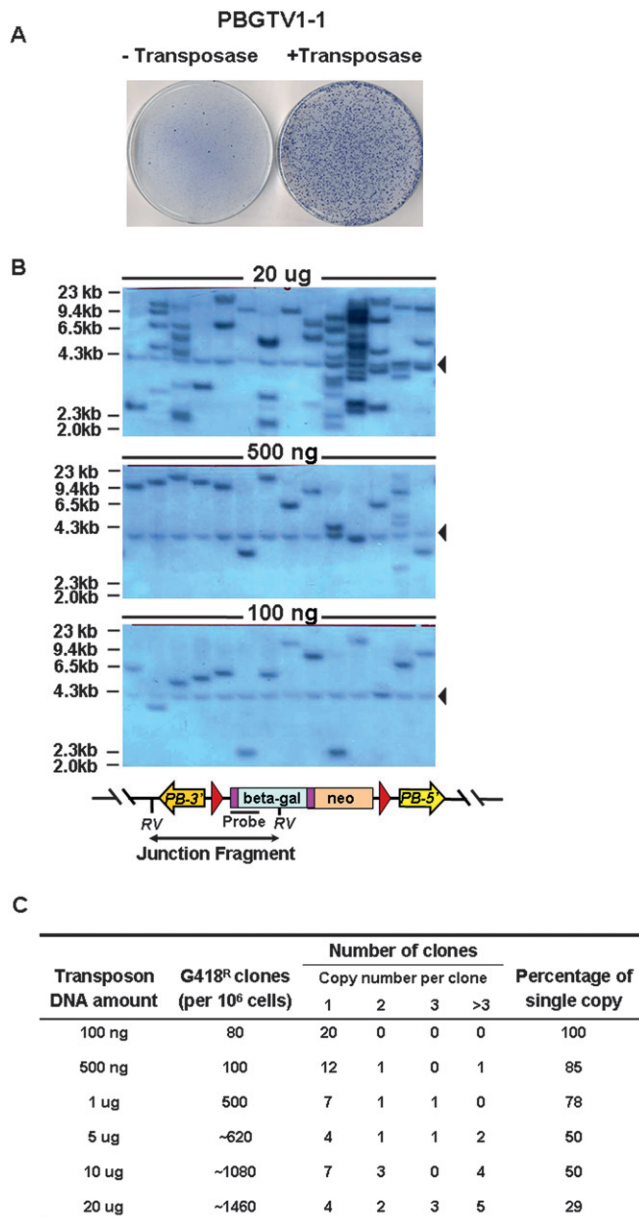 PBGTV1-1
A
- Transposase +Transposase
B
20 ug
23 kb
9.4kb
6.5kb
4.3kb
2.3kb
2.0kb
500 ng
23 kb
9.4kb
6.5kb
4.3kb
2.3kb
2.0kb
100 ng
23 kb
9.4kb
6.5kb
4.3kb
2.3kb
2.0kb
PB-3' beta-gal neo PB-5'
RV Probe RV
Junction Fragment
C
Number of clones
Transposon G418ᴿ clones Copy number per clone Percentage of
DNA amount (per 10⁶ cells) 1 2 3 >3 single copy
100 ng 80 20 0 0 0 100
500 ng 100 12 1 0 1 85
1 ug 500 7 1 1 0 78
5 ug ~620 4 1 1 2 50
10 ug ~1080 7 3 0 4 50
20 ug ~1460 4 2 3 5 29